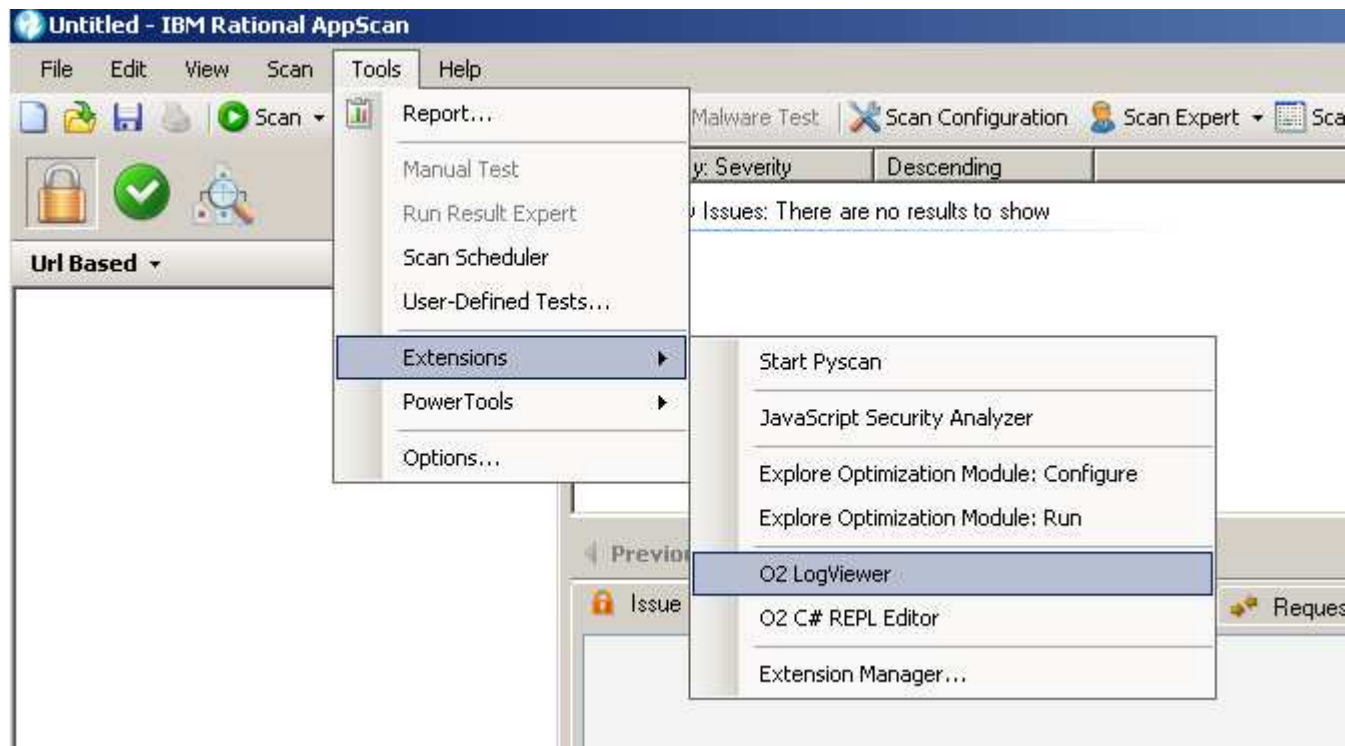 Untitled - IBM Rational AppScan
File Edit View Scan Tools Help
Scan Malware Test Scan Configuration Scan Expert
Report...
Manual Test
Run Result Expert
Scan Scheduler
User-Defined Tests...
Extensions
PowerTools
Options...
y: Severity Descending
Issues: There are no results to show
Url Based
Start Pyscan
JavaScript Security Analyzer
Explore Optimization Module: Configure
Explore Optimization Module: Run
O2 LogViewer
O2 C# REPL Editor
Extension Manager...
Previou
Issue
Reques